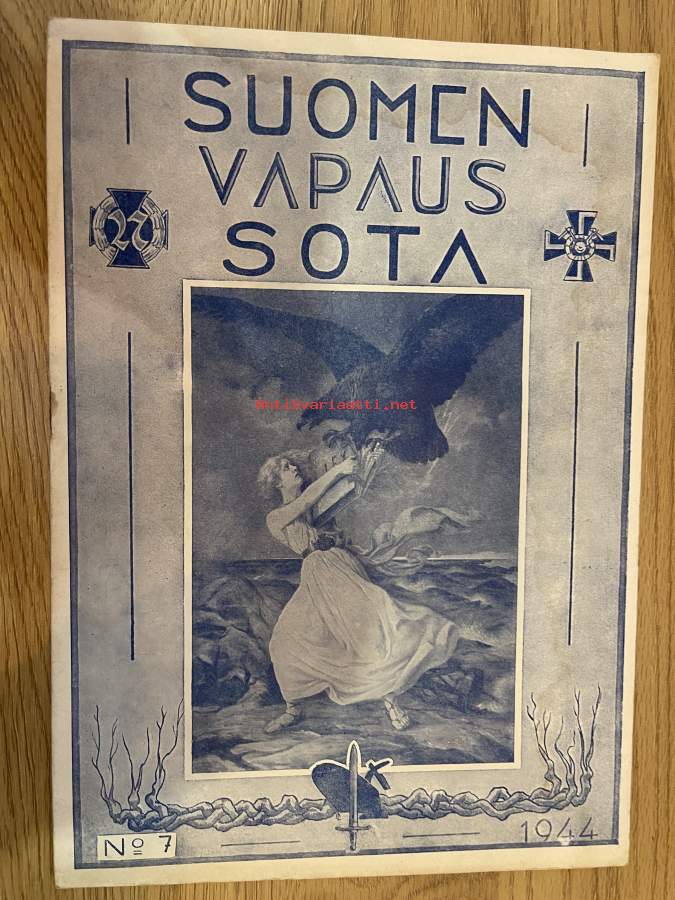 SUOMEN
VAPAUS
SOTA
Antikvariaatti.net
No 7
1944